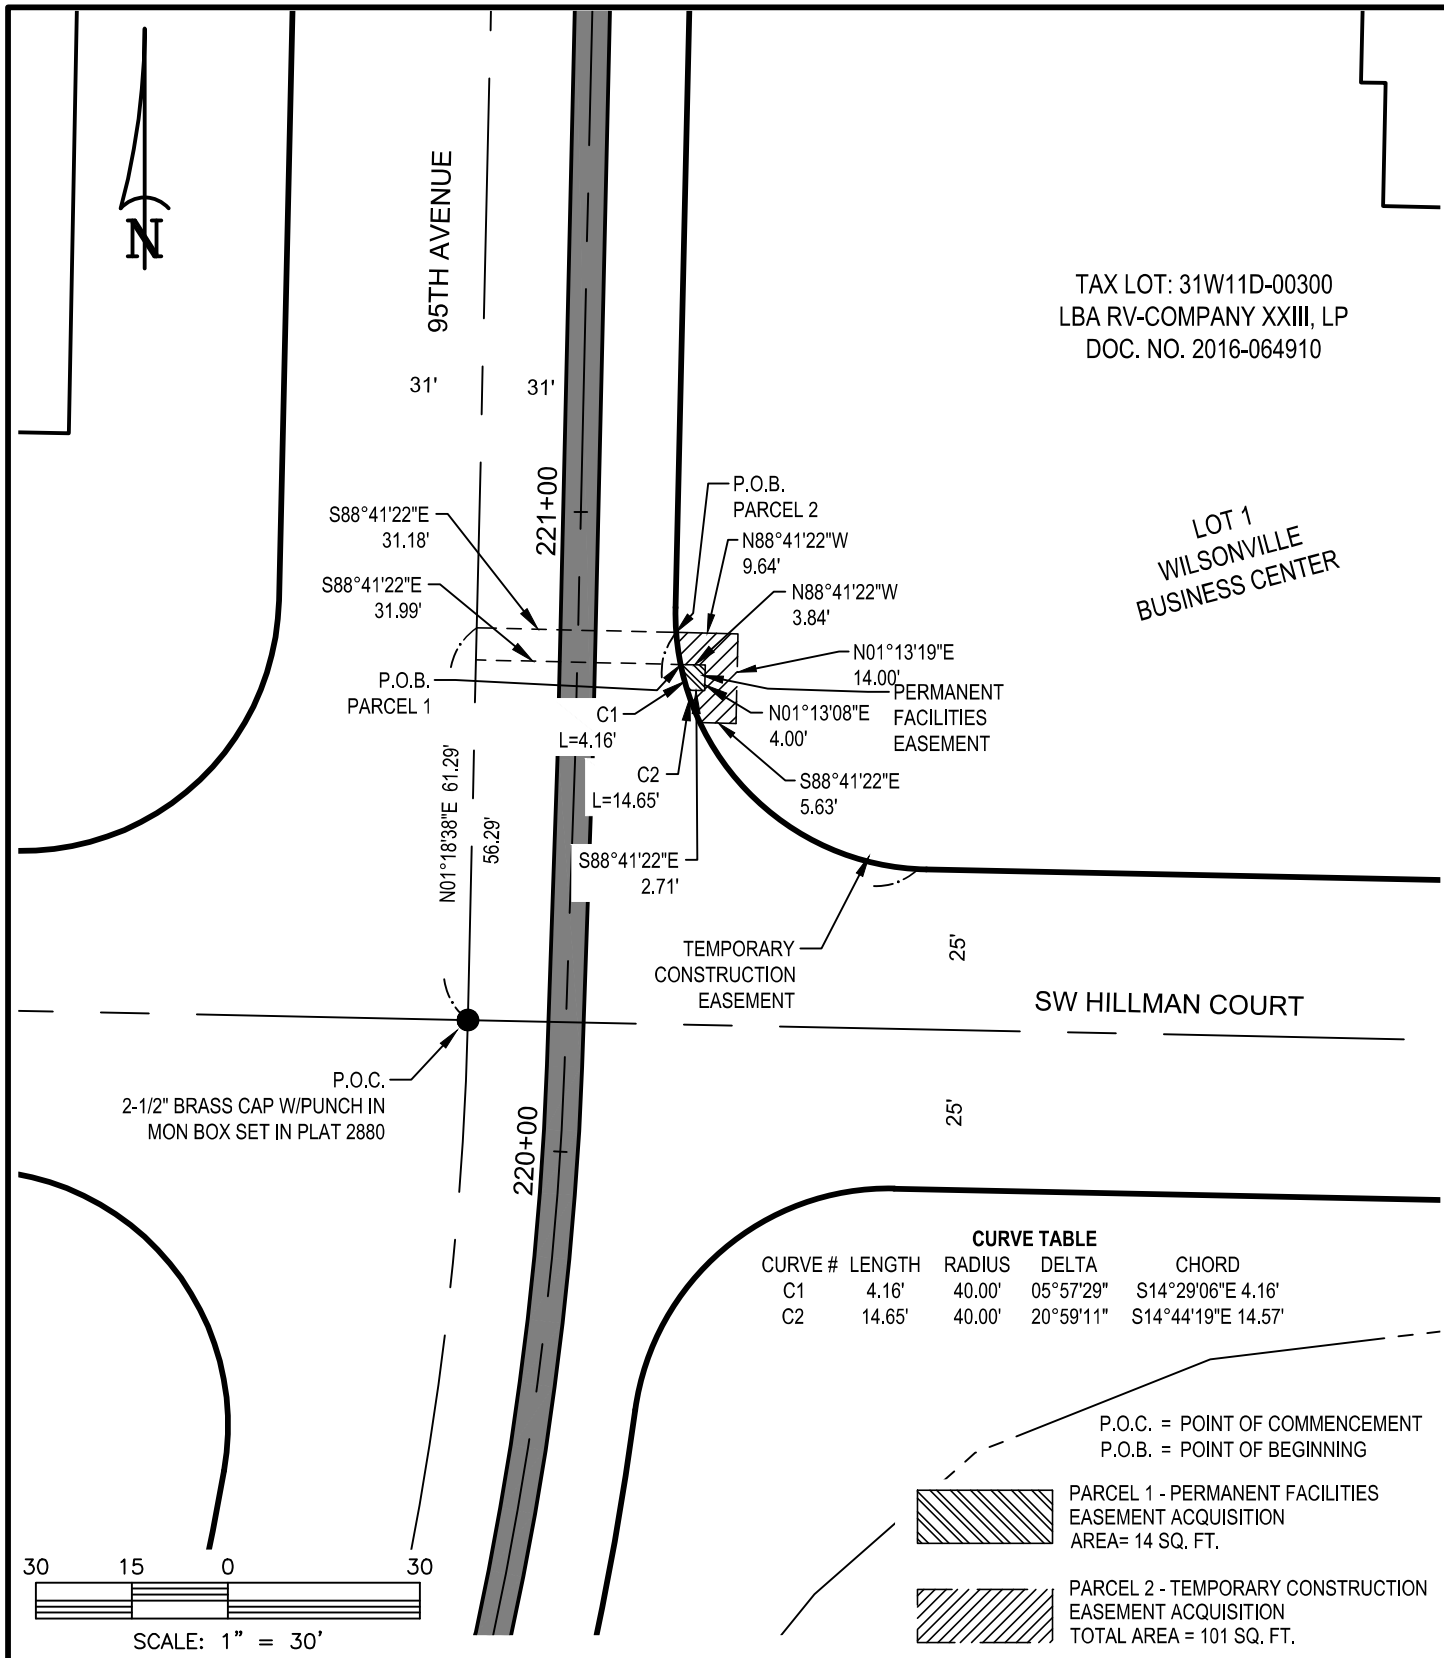 N
95TH AVENUE
31'
31'
TAX LOT: 31W11D-00300
LBA RV-COMPANY XXIII, LP
DOC. NO. 2016-064910
LOT 1
WILSONVILLE
BUSINESS CENTER
221+00
S88°41'22"E
31.18'
S88°41'22"E
31.99'
P.O.B.
PARCEL 1
P.O.B.
PARCEL 2
N88°41'22"W
9.64'
N88°41'22"W
3.84'
N01°13'19"E
14.00'
PERMANENT
FACILITIES
EASEMENT
N01°13'08"E
4.00'
S88°41'22"E
5.63'
C1
L=4.16'
C2
L=14.65'
S88°41'22"E
2.71'
N01°18'38"E 61.29'
56.29'
TEMPORARY
CONSTRUCTION
EASEMENT
25'
SW HILLMAN COURT
25'
P.O.C.
2-1/2" BRASS CAP W/PUNCH IN
MON BOX SET IN PLAT 2880
220+00
CURVE TABLE
CURVE # LENGTH RADIUS DELTA CHORD
C1 4.16' 40.00' 05°57'29" S14°29'06"E 4.16'
C2 14.65' 40.00' 20°59'11" S14°44'19"E 14.57'
P.O.C. = POINT OF COMMENCEMENT
P.O.B. = POINT OF BEGINNING
PARCEL 1 - PERMANENT FACILITIES
EASEMENT ACQUISITION
AREA= 14 SQ. FT.
PARCEL 2 - TEMPORARY CONSTRUCTION
EASEMENT ACQUISITION
TOTAL AREA = 101 SQ. FT.
30 15 0 30
SCALE: 1" = 30'